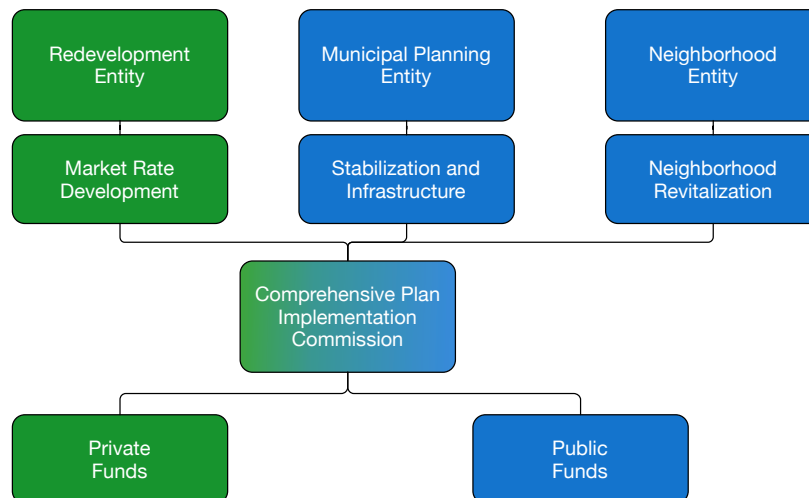 Redevelopment
Entity
Municipal Planning
Entity
Neighborhood
Entity
Market Rate
Development
Stabilization and
Infrastructure
Neighborhood
Revitalization
Comprehensive Plan
Implementation
Commission
Private
Funds
Public
Funds